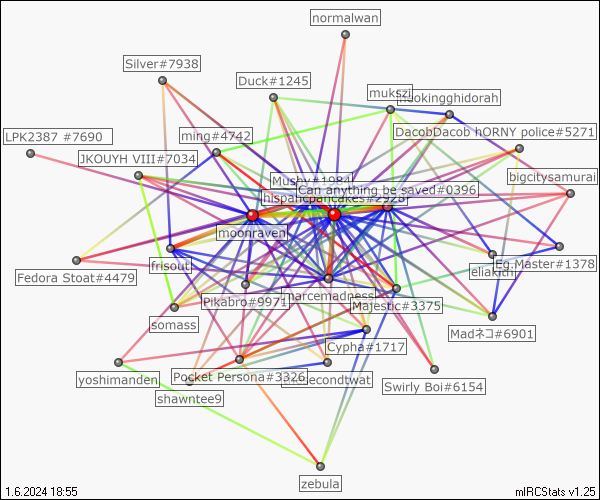 normalwan
Silver#7938
Duck#1245
mukszi
hookingghidorah
LPK2387 #7690
ming#4742
DacobDacob hORNY police#5271
JKOUYH VIII#7034
Mushy#1984
bigcitysamurai
Can anything be saved#0396
hispanicpancakes#2928
moonraven
Fedora Stoat#4479
frisout
eliakith
Eg.Master#1378
Pikabro#9971
marcemadness
Majestic#3375
somass
Madネコ#6901
Cypha#1717
yoshimanden
Pocket Persona#3326
secondtwat
Swirly Boi#6154
shawntee9
zebula
1.6.2024 18:55
mIRCStats v1.25